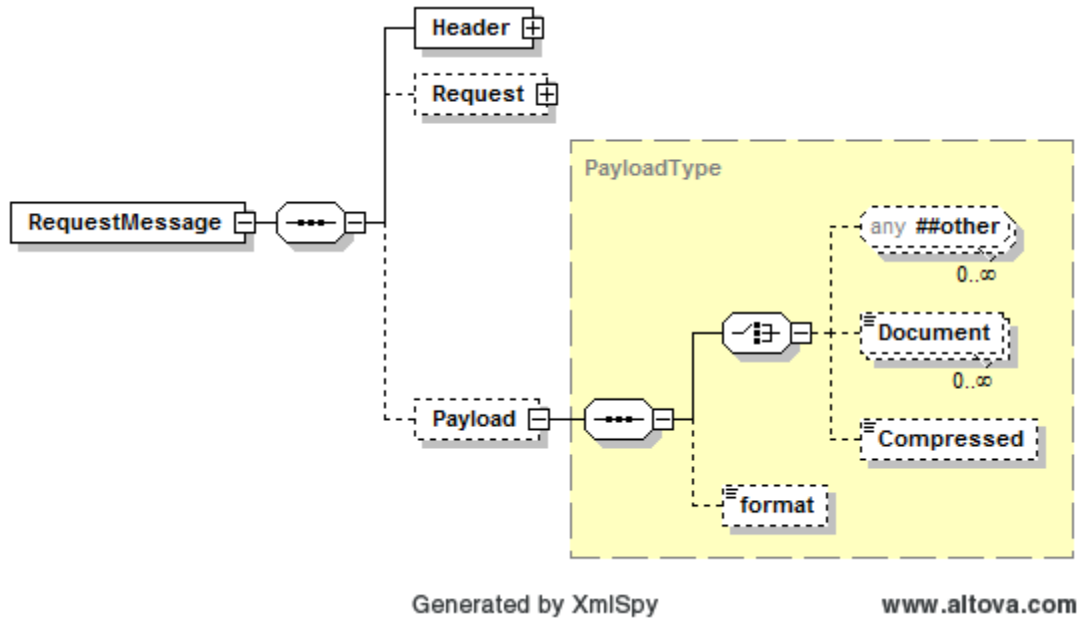 Header
Request
PayloadType
RequestMessage
any ##other
0..∞
Document
0..∞
Payload
Compressed
format
Generated by XmlSpy
www.altova.com